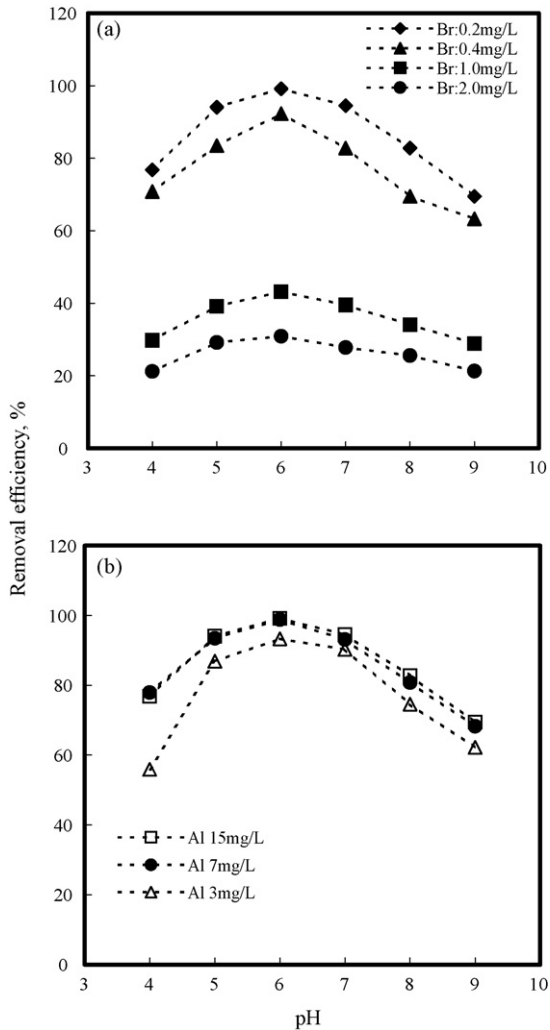 (a)
Br:0.2mg/L
Br:0.4mg/L
Br:1.0mg/L
Br:2.0mg/L
120
100
80
60
40
20
0
3 4 5 6 7 8 9 10
Removal efficiency, %
(b)
120
100
80
60
40
20
0
Al 15mg/L
Al 7mg/L
Al 3mg/L
3 4 5 6 7 8 9 10
pH